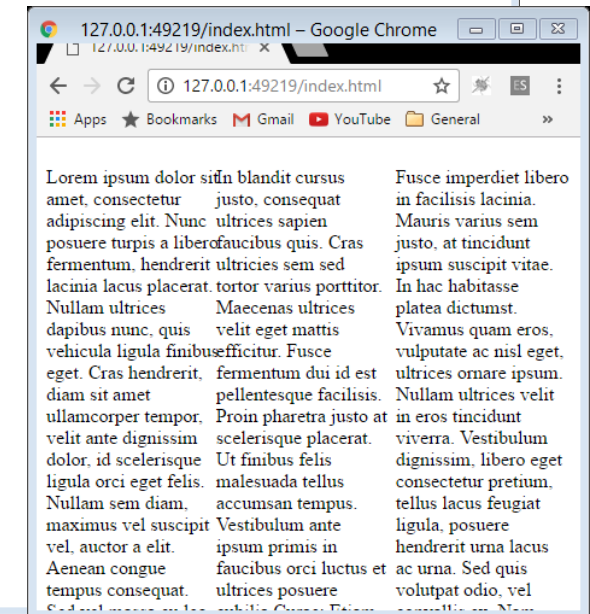 127.0.0.1:49219/index.html – Google Chrome
127.0.0.1:49219/index.ht
127.0.0.1:49219/index.html
ES
Apps Bookmarks Gmail YouTube General »
Lorem ipsum dolor sit
amet, consectetur
adipiscing elit. Nunc
posuere turpis a libero
fermentum, hendrerit
lacinia lacus placerat.
Nullam ultrices
dapibus nunc, quis
vehicula ligula finibus
eget. Cras hendrerit,
diam sit amet
ullamcorper tempor,
velit ante dignissim
dolor, id scelerisque
ligula orci eget felis.
Nullam sem diam,
maximus vel suscipit
vel, auctor a elit.
Aenean congue
tempus consequat.
In blandit cursus
justo, consequat
ultrices sapien
faucibus quis. Cras
ultricies sem sed
tortor varius porttitor.
Maecenas ultrices
velit eget mattis
efficitur. Fusce
fermentum dui id est
pellentesque facilisis.
Proin pharetra justo at
scelerisque placerat.
Ut finibus felis
malesuada tellus
accumsan tempus.
Vestibulum ante
ipsum primis in
faucibus orci luctus et
ultrices posuere
Fusce imperdiet libero
in facilisis lacinia.
Mauris varius sem
justo, at tincidunt
ipsum suscipit vitae.
In hac habitasse
platea dictumst.
Vivamus quam eros,
vulputate ac nisl eget,
ultrices ornare ipsum.
Nullam ultrices velit
in eros tincidunt
viverra. Vestibulum
dignissim, libero eget
consectetur pretium,
tellus lacus feugiat
ligula, posuere
hendrerit urna lacus
ac urna. Sed quis
volutpat odio, vel